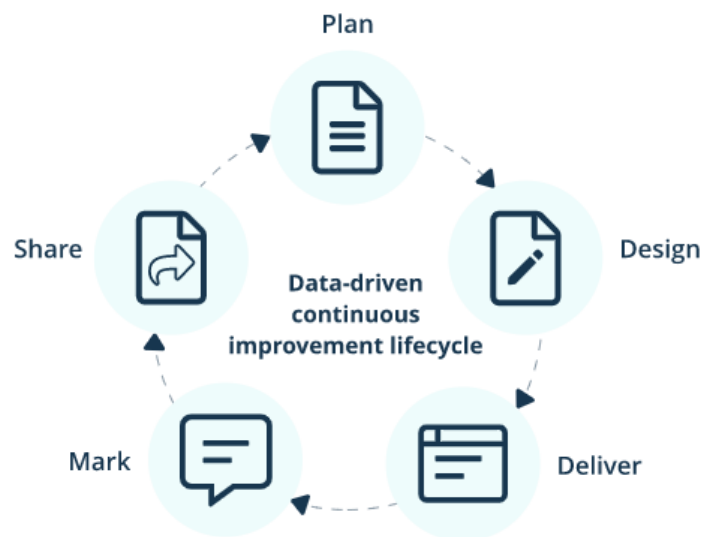 Plan
Share
Design
Data-driven
continuous
improvement lifecycle
Mark
Deliver